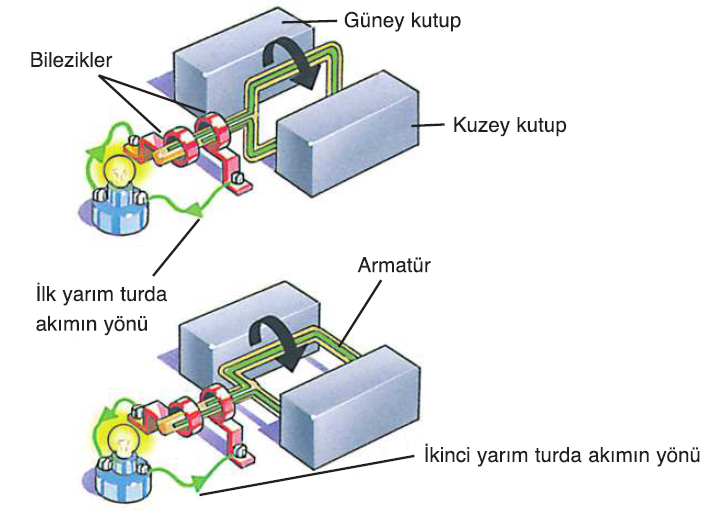 Güney kutup
Bilezikler
Kuzey kutup
İlk yarım turda
akımın yönü
Armatür
İkinci yarım turda akımın yönü